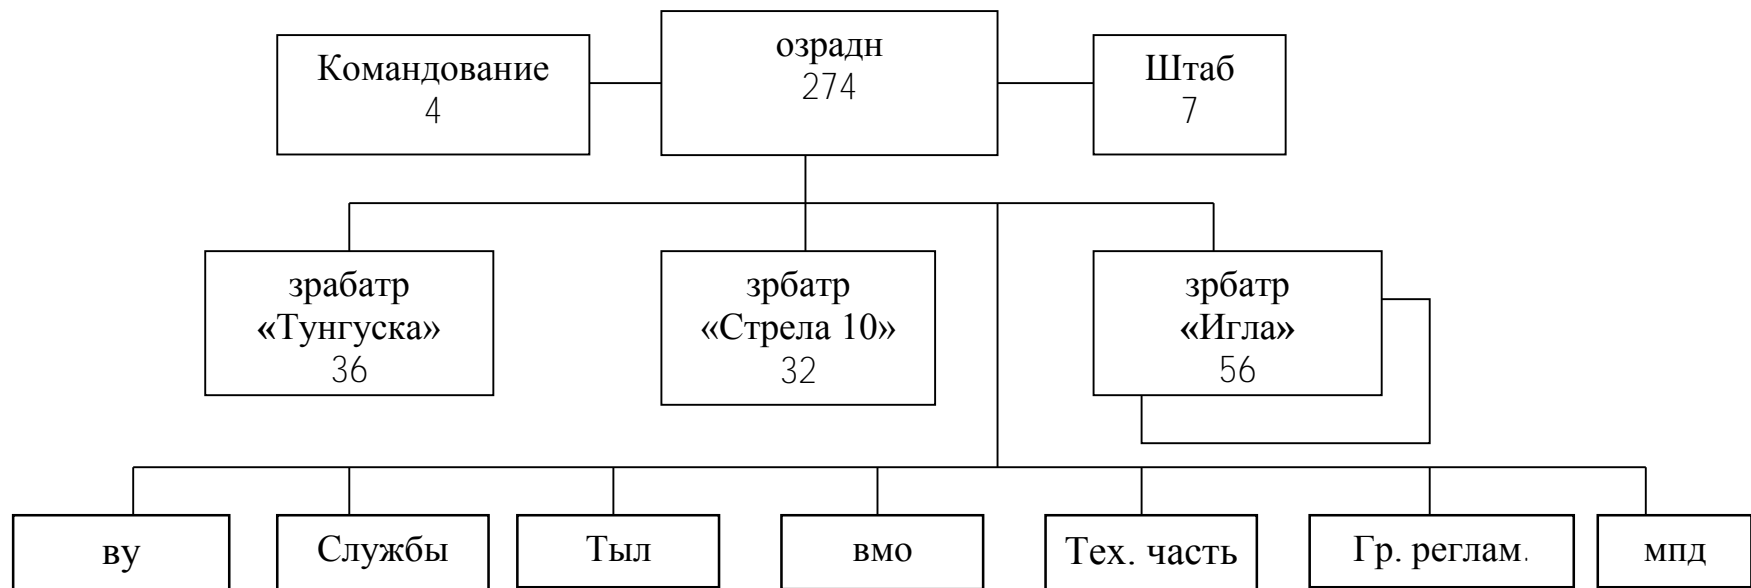 озрадн
274
Командование
4
Штаб
7
зрабатр
«Тунгуска»
36
зрбатр
«Стрела 10»
32
зрбатр
«Игла»
56
ву
Службы
Тыл
вмо
Тех. часть
Гр. реглам.
мпд